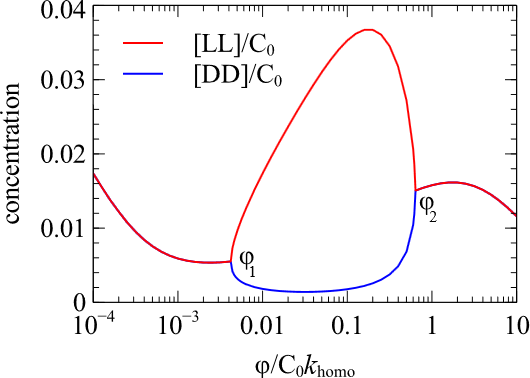 0.04
0.03
0.02
0.01
0
concentration
[LL]/C₀
[DD]/C₀
φ₁
φ₂
10⁻⁴ 10⁻³ 0.01 0.1 1 10
φ/C₀k_homo